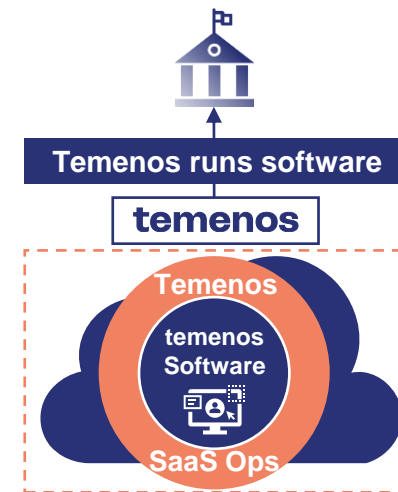 Temenos runs software
temenos
Temenos
temenos
Software
SaaS Ops